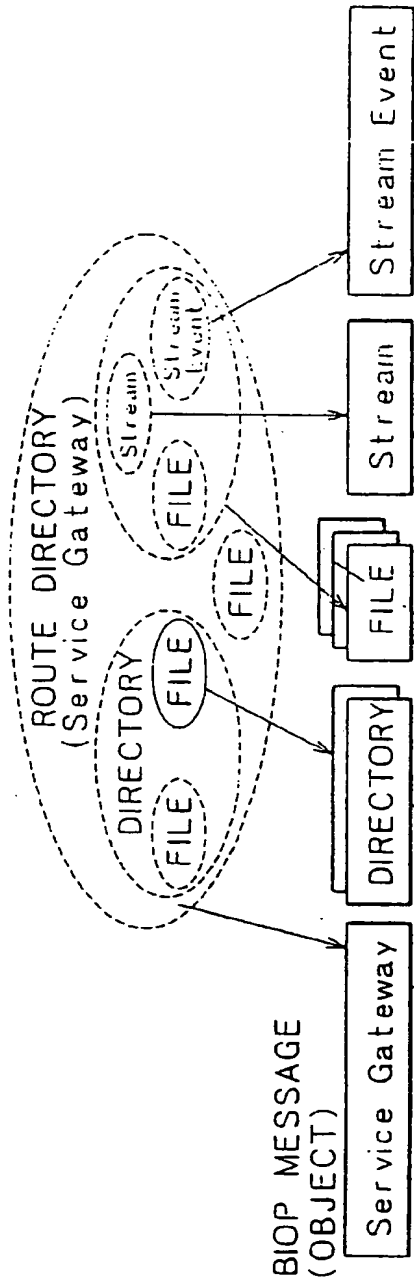 ROUTE DIRECTORY
(Service Gateway)
DIRECTORY
FILE
FILE
FILE
FILE
Stream
Stream
Event
BIOP MESSAGE
(OBJECT)
Service Gateway
DIRECTORY
FILE
Stream
Stream Event